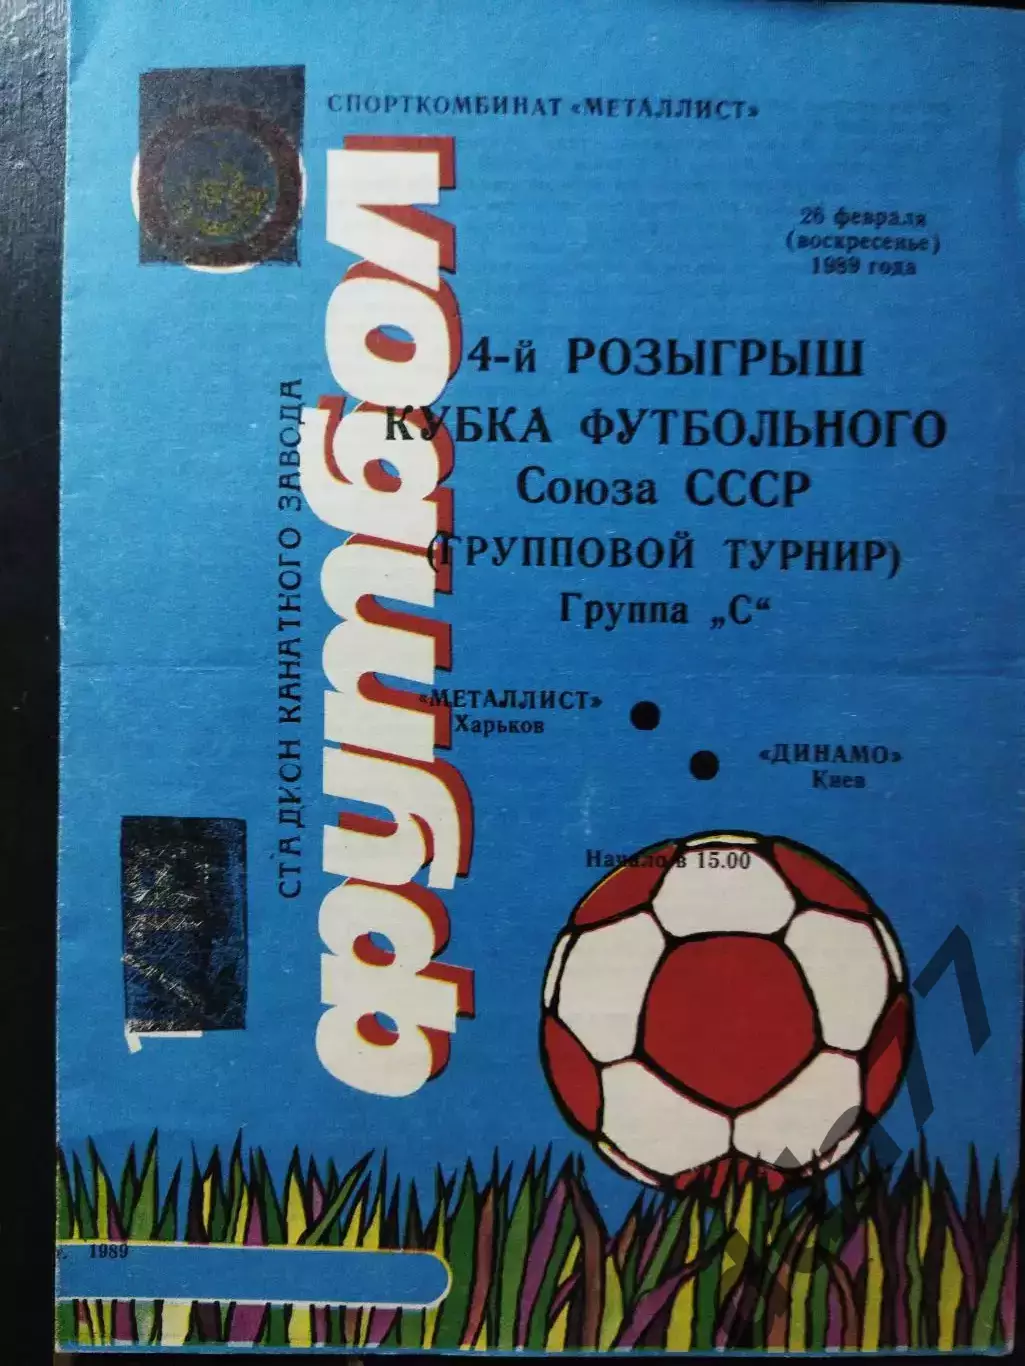 СПОРТКОМБИНАТ «МЕТАЛЛИСТ»
26 февраля
(воскресенье)
1989 года
футбол
СТАДИОН КАНАТНОГО ЗАВОДА
4-й РОЗЫГРЫШ
КУБКА ФУТБОЛЬНОГО
Союза СССР
(ГРУППОВОЙ ТУРНИР)
Группа „С“
«МЕТАЛЛИСТ»
Харьков
«ДИНАМО»
Киев
Начало в 15.00
1989